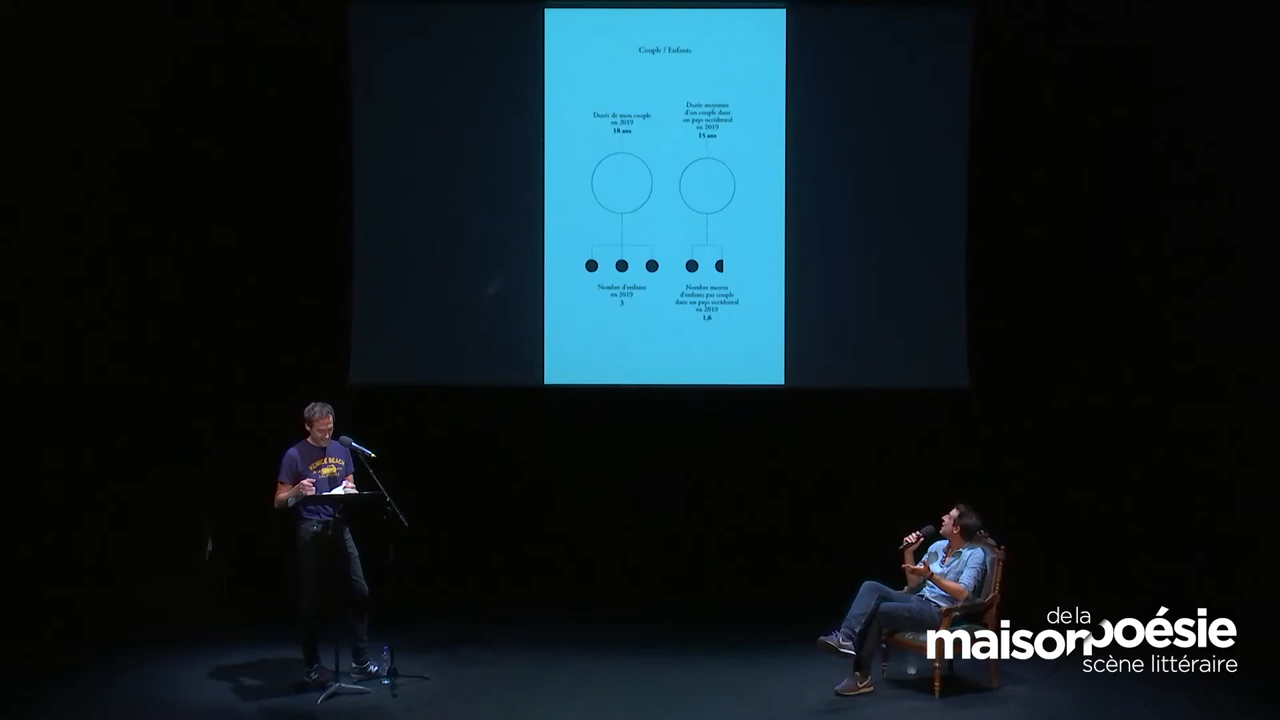 Couple / Enfants
Durée de mon couple
en 2019
18 ans
Durée moyenne
d'un couple dans
un pays occidental
en 2019
15 ans
Nombre d'enfants
en 2019
3
Nombre moyen
d'enfants par couple
dans un pays occidental
en 2019
1,6
VENICE BEACH
de la
maison poésie
scène littéraire